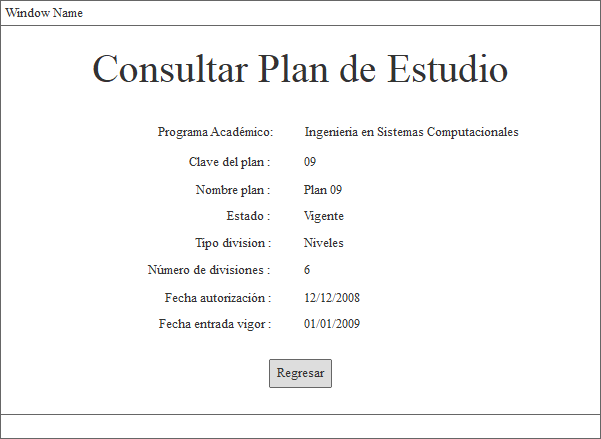 Window Name
Consultar Plan de Estudio
Programa Académico: Ingenieria en Sistemas Computacionales
Clave del plan : 09
Nombre plan : Plan 09
Estado : Vigente
Tipo division : Niveles
Número de divisiones : 6
Fecha autorización : 12/12/2008
Fecha entrada vigor : 01/01/2009
Regresar